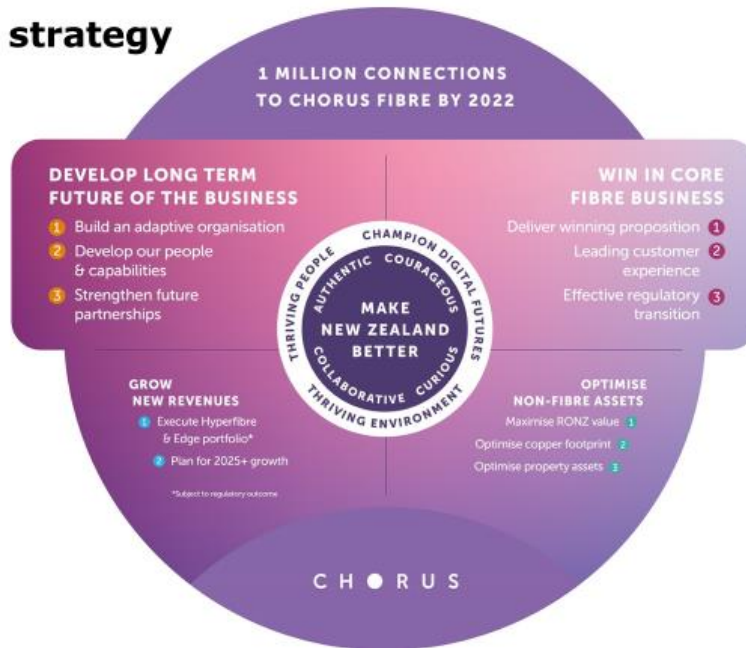 strategy
1 MILLION CONNECTIONS
TO CHORUS FIBRE BY 2022
DEVELOP LONG TERM
FUTURE OF THE BUSINESS
1 Build an adaptive organisation
2 Develop our people
& capabilities
3 Strengthen future
partnerships
WIN IN CORE
FIBRE BUSINESS
Deliver winning proposition 1
Leading customer 2
experience
Effective regulatory 3
transition
THRIVING PEOPLE
CHAMPION DIGITAL FUTURES
THRIVING ENVIRONMENT
AUTHENTIC
COURAGEOUS
COLLABORATIVE
CURIOUS
MAKE
NEW ZEALAND
BETTER
GROW
NEW REVENUES
1 Execute Hyperfibre
& Edge portfolio*
2 Plan for 2025+ growth
*Subject to regulatory outcome
OPTIMISE
NON-FIBRE ASSETS
Maximise RONZ value 1
Optimise copper footprint 2
Optimise property assets 3
CHORUS